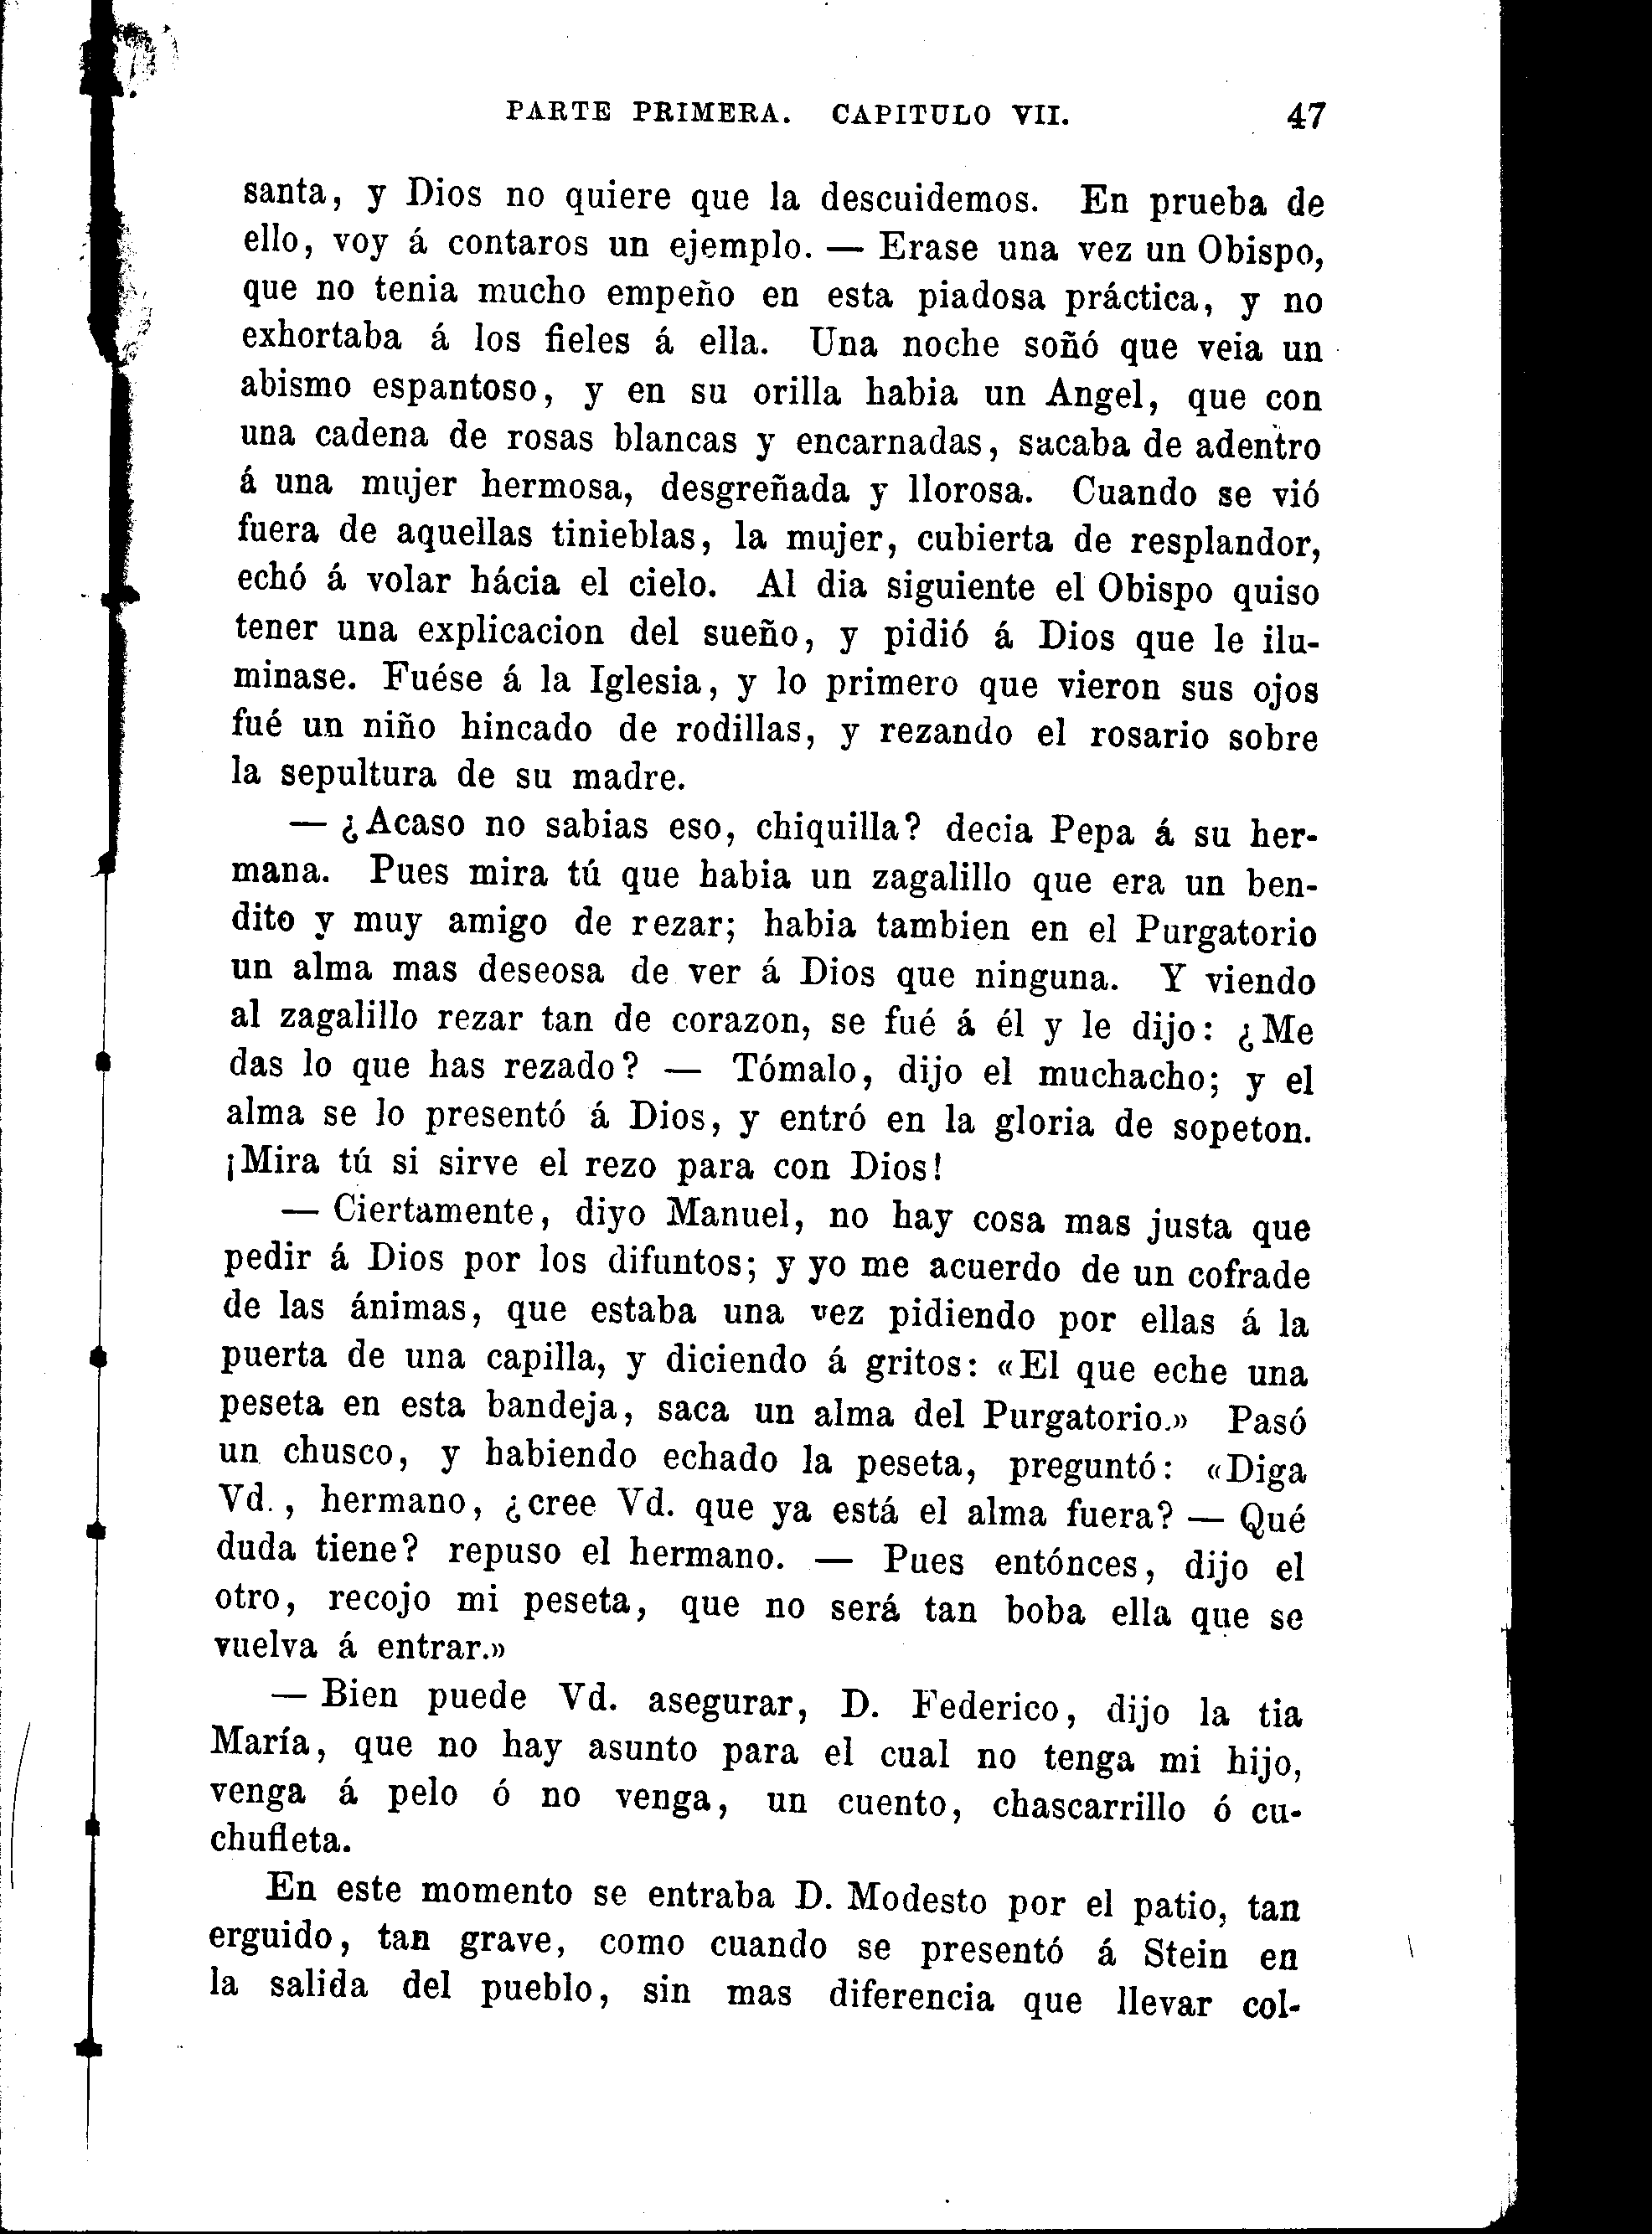 PARTE PRIMERA. CAPITULO VII. 47
santa, y Dios no quiere que la descuidemos. En prueba de
ello, voy á contaros un ejemplo. — Erase una vez un Obispo,
que no tenia mucho empeño en esta piadosa práctica, y no
exhortaba á los fieles á ella. Una noche soñó que veia un
abismo espantoso, y en su orilla habia un Angel, que con
una cadena de rosas blancas y encarnadas, sacaba de adentro
á una mujer hermosa, desgreñada y llorosa. Cuando se vió
fuera de aquellas tinieblas, la mujer, cubierta de resplandor,
echó á volar hácia el cielo. Al dia siguiente el Obispo quiso
tener una explicacion del sueño, y pidió á Dios que le ilu-
minase. Fuése á la Iglesia, y lo primero que vieron sus ojos
fué un niño hincado de rodillas, y rezando el rosario sobre
la sepultura de su madre.
— ¿Acaso no sabias eso, chiquilla? decia Pepa á su her-
mana. Pues mira tú que habia un zagalillo que era un ben-
dito y muy amigo de rezar; habia tambien en el Purgatorio
un alma mas deseosa de ver á Dios que ninguna. Y viendo
al zagalillo rezar tan de corazon, se fué á él y le dijo: ¿Me
das lo que has rezado? — Tómalo, dijo el muchacho; y el
alma se lo presentó á Dios, y entró en la gloria de sopeton.
¡Mira tú si sirve el rezo para con Dios!
— Ciertamente, diyo Manuel, no hay cosa mas justa que
pedir á Dios por los difuntos; y yo me acuerdo de un cofrade
de las ánimas, que estaba una vez pidiendo por ellas á la
puerta de una capilla, y diciendo á gritos: «El que eche una
peseta en esta bandeja, saca un alma del Purgatorio.» Pasó
un chusco, y habiendo echado la peseta, preguntó: «Diga
Vd., hermano, ¿cree Vd. que ya está el alma fuera? — Qué
duda tiene? repuso el hermano. — Pues entónces, dijo el
otro, recojo mi peseta, que no será tan boba ella que se
vuelva á entrar.»
— Bien puede Vd. asegurar, D. Federico, dijo la tia
María, que no hay asunto para el cual no tenga mi hijo,
venga á pelo ó no venga, un cuento, chascarrillo ó cu-
chufleta.
En este momento se entraba D. Modesto por el patio, tan
erguido, tan grave, como cuando se presentó á Stein en
la salida del pueblo, sin mas diferencia que llevar col-